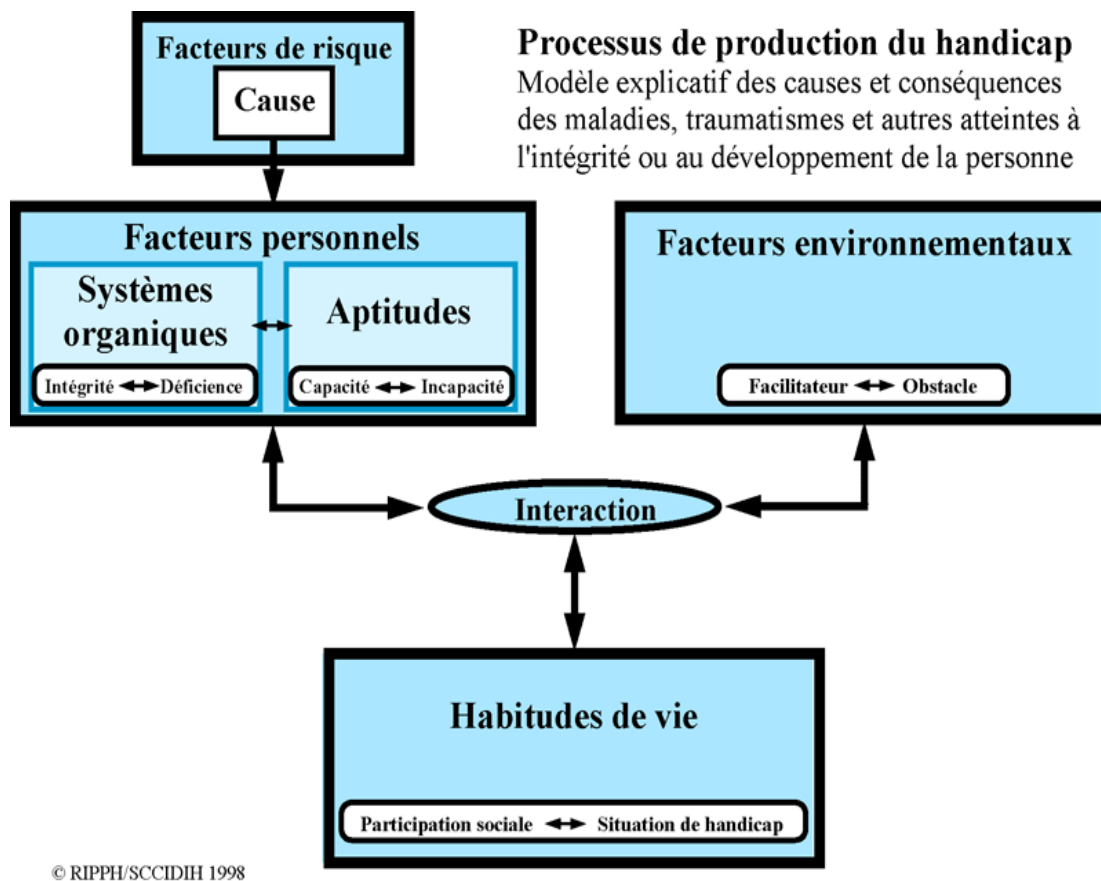 Facteurs de risque
Cause
Processus de production du handicap
Modèle explicatif des causes et conséquences
des maladies, traumatismes et autres atteintes à
l'intégrité ou au développement de la personne
Facteurs personnels
Systèmes
organiques
Intégrité Déficience
Aptitudes
Capacité Incapacité
Facteurs environnementaux
Facilitateur Obstacle
Interaction
Habitudes de vie
Participation sociale Situation de handicap
© RIPPH/SCCIDIH 1998